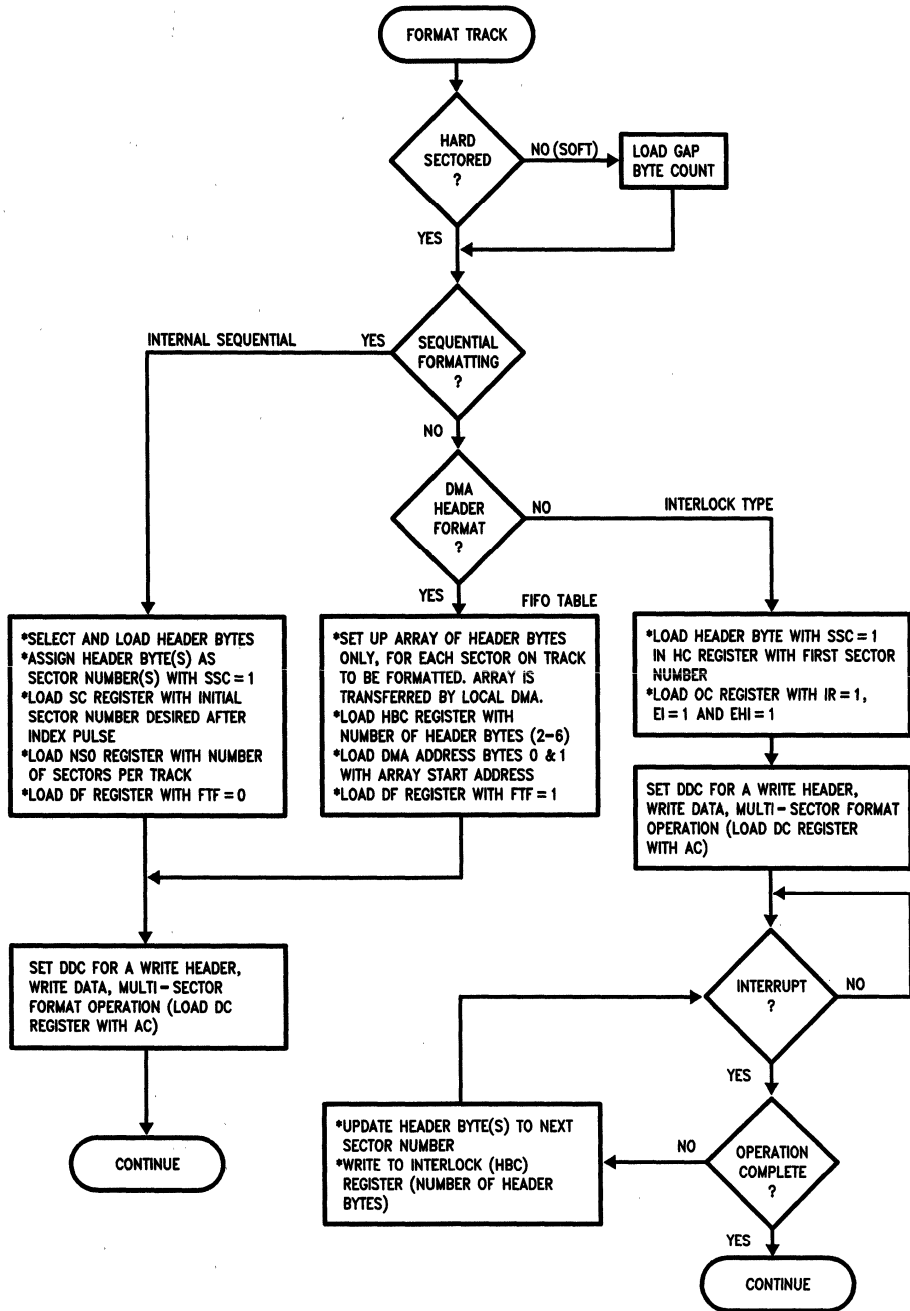 FORMAT TRACK
HARD
SECTORED
?
NO (SOFT)
LOAD GAP
BYTE COUNT
YES
INTERNAL SEQUENTIAL
YES
SEQUENTIAL
FORMATTING
?
NO
DMA
HEADER
FORMAT
?
NO
INTERLOCK TYPE
YES
FIFO TABLE
*SELECT AND LOAD HEADER BYTES
*ASSIGN HEADER BYTE(S) AS
SECTOR NUMBER(S) WITH SSC = 1
*LOAD SC REGISTER WITH INITIAL
SECTOR NUMBER DESIRED AFTER
INDEX PULSE
*LOAD NSO REGISTER WITH NUMBER
OF SECTORS PER TRACK
*LOAD DF REGISTER WITH FTF = 0
*SET UP ARRAY OF HEADER BYTES
ONLY, FOR EACH SECTOR ON TRACK
TO BE FORMATTED. ARRAY IS
TRANSFERRED BY LOCAL DMA.
*LOAD HBC REGISTER WITH
NUMBER OF HEADER BYTES (2-6)
*LOAD DMA ADDRESS BYTES 0 & 1
WITH ARRAY START ADDRESS
*LOAD DF REGISTER WITH FTF = 1
*LOAD HEADER BYTE WITH SSC = 1
IN HC REGISTER WITH FIRST SECTOR
NUMBER
*LOAD OC REGISTER WITH IR = 1,
EI = 1 AND EHI = 1
SET DDC FOR A WRITE HEADER,
WRITE DATA, MULTI-SECTOR FORMAT
OPERATION (LOAD DC REGISTER
WITH AC)
SET DDC FOR A WRITE HEADER,
WRITE DATA, MULTI-SECTOR
FORMAT OPERATION (LOAD DC
REGISTER WITH AC)
INTERRUPT
?
NO
YES
*UPDATE HEADER BYTE(S) TO NEXT
SECTOR NUMBER
*WRITE TO INTERLOCK (HBC)
REGISTER (NUMBER OF HEADER
BYTES)
NO
OPERATION
COMPLETE
?
CONTINUE
YES
CONTINUE